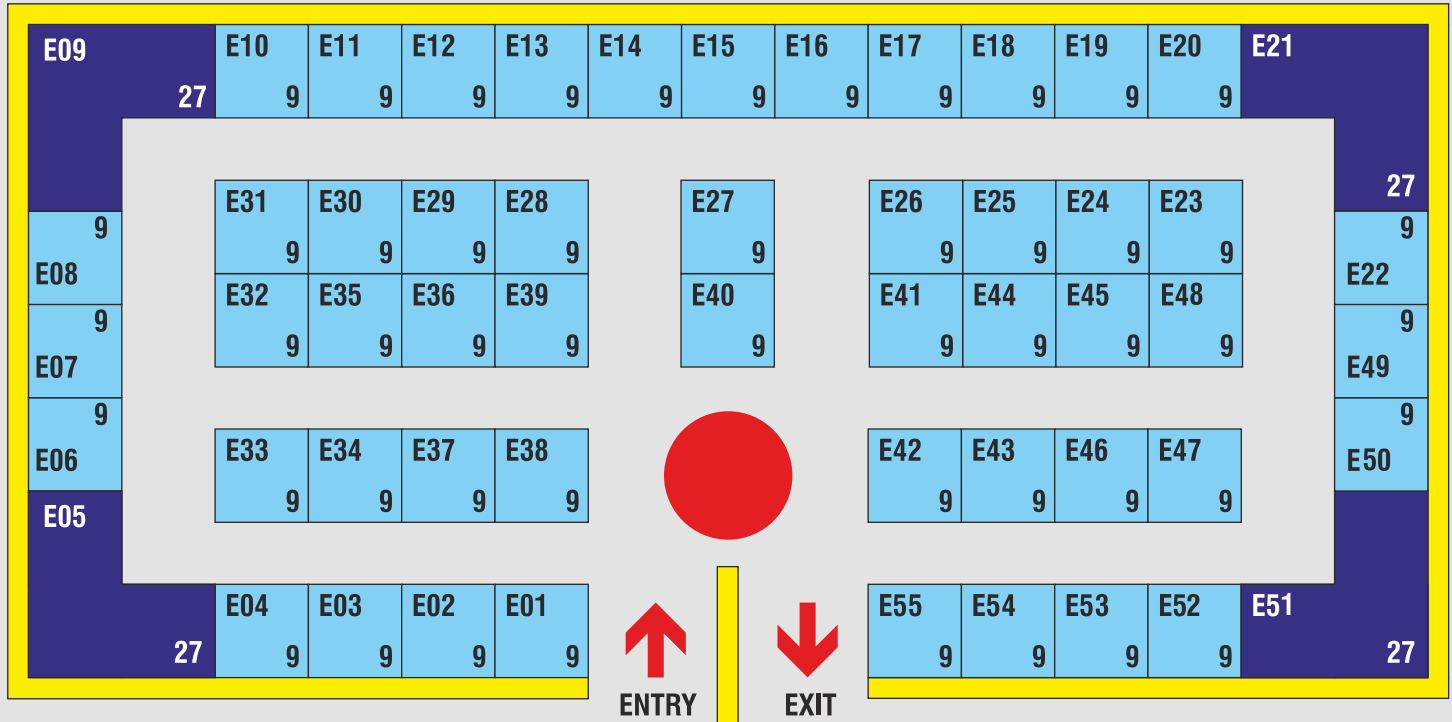 E09 E10 E11 E12 E13 E14 E15 E16 E17 E18 E19 E20 E21
27 9 9 9 9 9 9 9 9 9 9 9
27
E31 E30 E29 E28 E27 E26 E25 E24 E23
9 9 9 9 9 9 9 9 9
9 9
E08 E22
E32 E35 E36 E39 E40 E41 E44 E45 E48
9 9 9 9 9 9 9 9 9
9 9
E07 E49
9 9
E06 E50
E33 E34 E37 E38 E42 E43 E46 E47
9 9 9 9 9 9 9 9
E05
E04 E03 E02 E01 E55 E54 E53 E52 E51
27 9 9 9 9 9 9 9 9 27
ENTRY EXIT